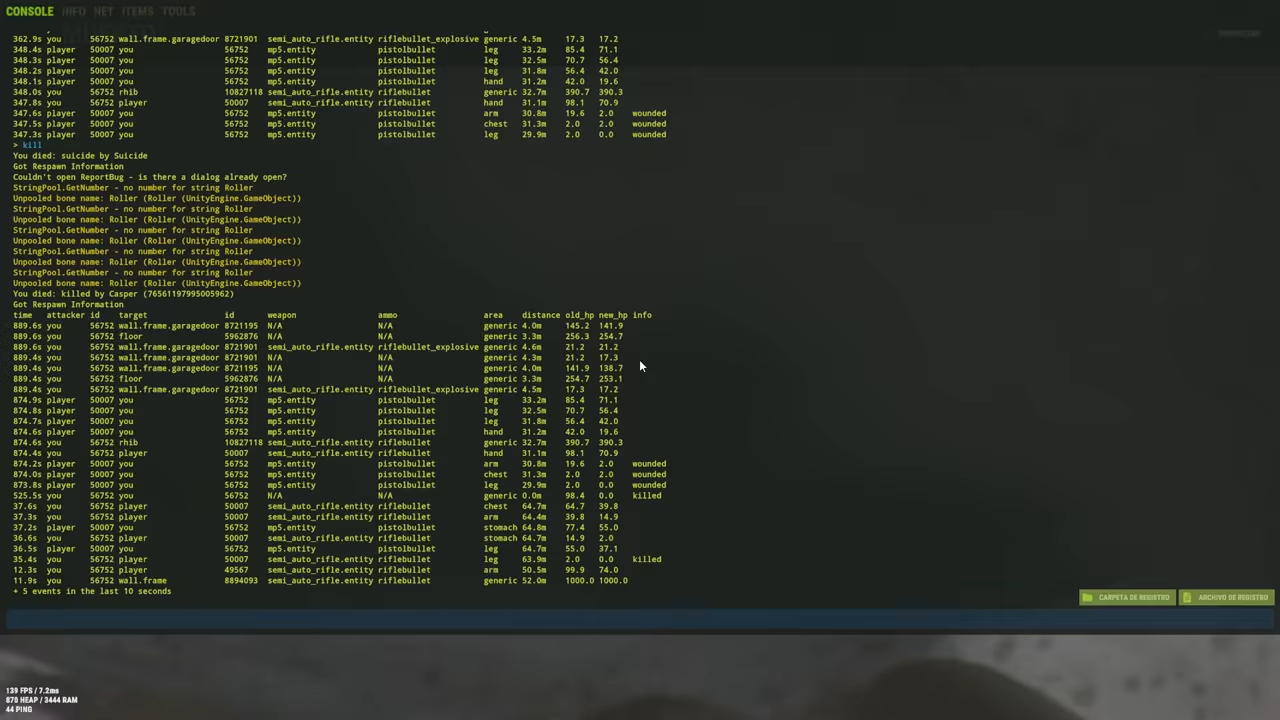 CONSOLE INFO NET ITEMS TOOLS
362.9s you 56752 wall.frame.garagedoor 8721901 semi_auto_rifle.entity riflebullet_explosive generic 4.5m 17.3 17.2
348.4s player 50007 you 56752 mp5.entity pistolbullet leg 33.2m 85.4 71.1
348.3s player 50007 you 56752 mp5.entity pistolbullet leg 32.5m 70.7 56.4
348.2s player 50007 you 56752 mp5.entity pistolbullet leg 31.8m 56.4 42.0
348.1s player 50007 you 56752 mp5.entity pistolbullet hand 31.2m 42.0 19.6
348.0s you 56752 rhib 10827118 semi_auto_rifle.entity riflebullet generic 32.7m 390.7 390.3
347.8s you 56752 player 50007 semi_auto_rifle.entity riflebullet hand 31.1m 98.1 70.9
347.6s player 50007 you 56752 mp5.entity pistolbullet arm 30.8m 19.6 2.0 wounded
347.5s player 50007 you 56752 mp5.entity pistolbullet chest 31.3m 2.0 2.0 wounded
347.3s player 50007 you 56752 mp5.entity pistolbullet leg 29.9m 2.0 0.0 wounded
> kill
You died: suicide by Suicide
Got Respawn Information
Couldn't open ReportBug - is there a dialog already open?
StringPool.GetNumber - no number for string Roller
Unpooled bone name: Roller (Roller (UnityEngine.GameObject))
StringPool.GetNumber - no number for string Roller
Unpooled bone name: Roller (Roller (UnityEngine.GameObject))
StringPool.GetNumber - no number for string Roller
Unpooled bone name: Roller (Roller (UnityEngine.GameObject))
StringPool.GetNumber - no number for string Roller
Unpooled bone name: Roller (Roller (UnityEngine.GameObject))
StringPool.GetNumber - no number for string Roller
Unpooled bone name: Roller (Roller (UnityEngine.GameObject))
You died: killed by Casper (76561197995005962)
Got Respawn Information
time attacker id target id weapon ammo area distance old_hp new_hp info
889.6s you 56752 wall.frame.garagedoor 8721195 N/A N/A generic 4.0m 145.2 141.9
889.6s you 56752 floor 5962876 N/A N/A generic 3.3m 256.3 254.7
889.6s you 56752 wall.frame.garagedoor 8721901 semi_auto_rifle.entity riflebullet_explosive generic 4.6m 21.2 21.2
889.4s you 56752 wall.frame.garagedoor 8721901 N/A N/A generic 4.3m 21.2 17.3
889.4s you 56752 wall.frame.garagedoor 8721195 N/A N/A generic 4.0m 141.9 138.7
889.4s you 56752 floor 5962876 N/A N/A generic 3.3m 254.7 253.1
889.4s you 56752 wall.frame.garagedoor 8721901 semi_auto_rifle.entity riflebullet_explosive generic 4.5m 17.3 17.2
874.9s player 50007 you 56752 mp5.entity pistolbullet leg 33.2m 85.4 71.1
874.8s player 50007 you 56752 mp5.entity pistolbullet leg 32.5m 70.7 56.4
874.7s player 50007 you 56752 mp5.entity pistolbullet leg 31.8m 56.4 42.0
874.6s player 50007 you 56752 mp5.entity pistolbullet hand 31.2m 42.0 19.6
874.6s you 56752 rhib 10827118 semi_auto_rifle.entity riflebullet generic 32.7m 390.7 390.3
874.4s you 56752 player 50007 semi_auto_rifle.entity riflebullet hand 31.1m 98.1 70.9
874.2s player 50007 you 56752 mp5.entity pistolbullet arm 30.8m 19.6 2.0 wounded
874.0s player 50007 you 56752 mp5.entity pistolbullet chest 31.3m 2.0 2.0 wounded
873.8s player 50007 you 56752 mp5.entity pistolbullet leg 29.9m 2.0 0.0 wounded
525.5s you 56752 you 56752 N/A N/A generic 0.0m 98.4 0.0 killed
37.6s you 56752 player 50007 semi_auto_rifle.entity riflebullet chest 64.7m 64.7 39.8
37.3s you 56752 player 50007 semi_auto_rifle.entity riflebullet arm 64.4m 39.8 14.9
37.2s player 50007 you 56752 mp5.entity pistolbullet stomach 64.8m 77.4 55.0
36.6s you 56752 player 50007 semi_auto_rifle.entity riflebullet stomach 64.7m 14.9 2.0
36.5s player 50007 you 56752 mp5.entity pistolbullet leg 64.7m 55.0 37.1
35.4s you 56752 player 50007 semi_auto_rifle.entity riflebullet leg 63.9m 2.0 0.0 killed
12.3s you 56752 player 49567 semi_auto_rifle.entity riflebullet arm 50.5m 99.9 74.0
11.9s you 56752 wall.frame 8894093 semi_auto_rifle.entity riflebullet generic 52.0m 1000.0 1000.0
+ 5 events in the last 10 seconds
CARPETA DE REGISTRO ARCHIVO DE REGISTRO
139 FPS / 7.2ms
870 HEAP / 3444 RAM
44 PING